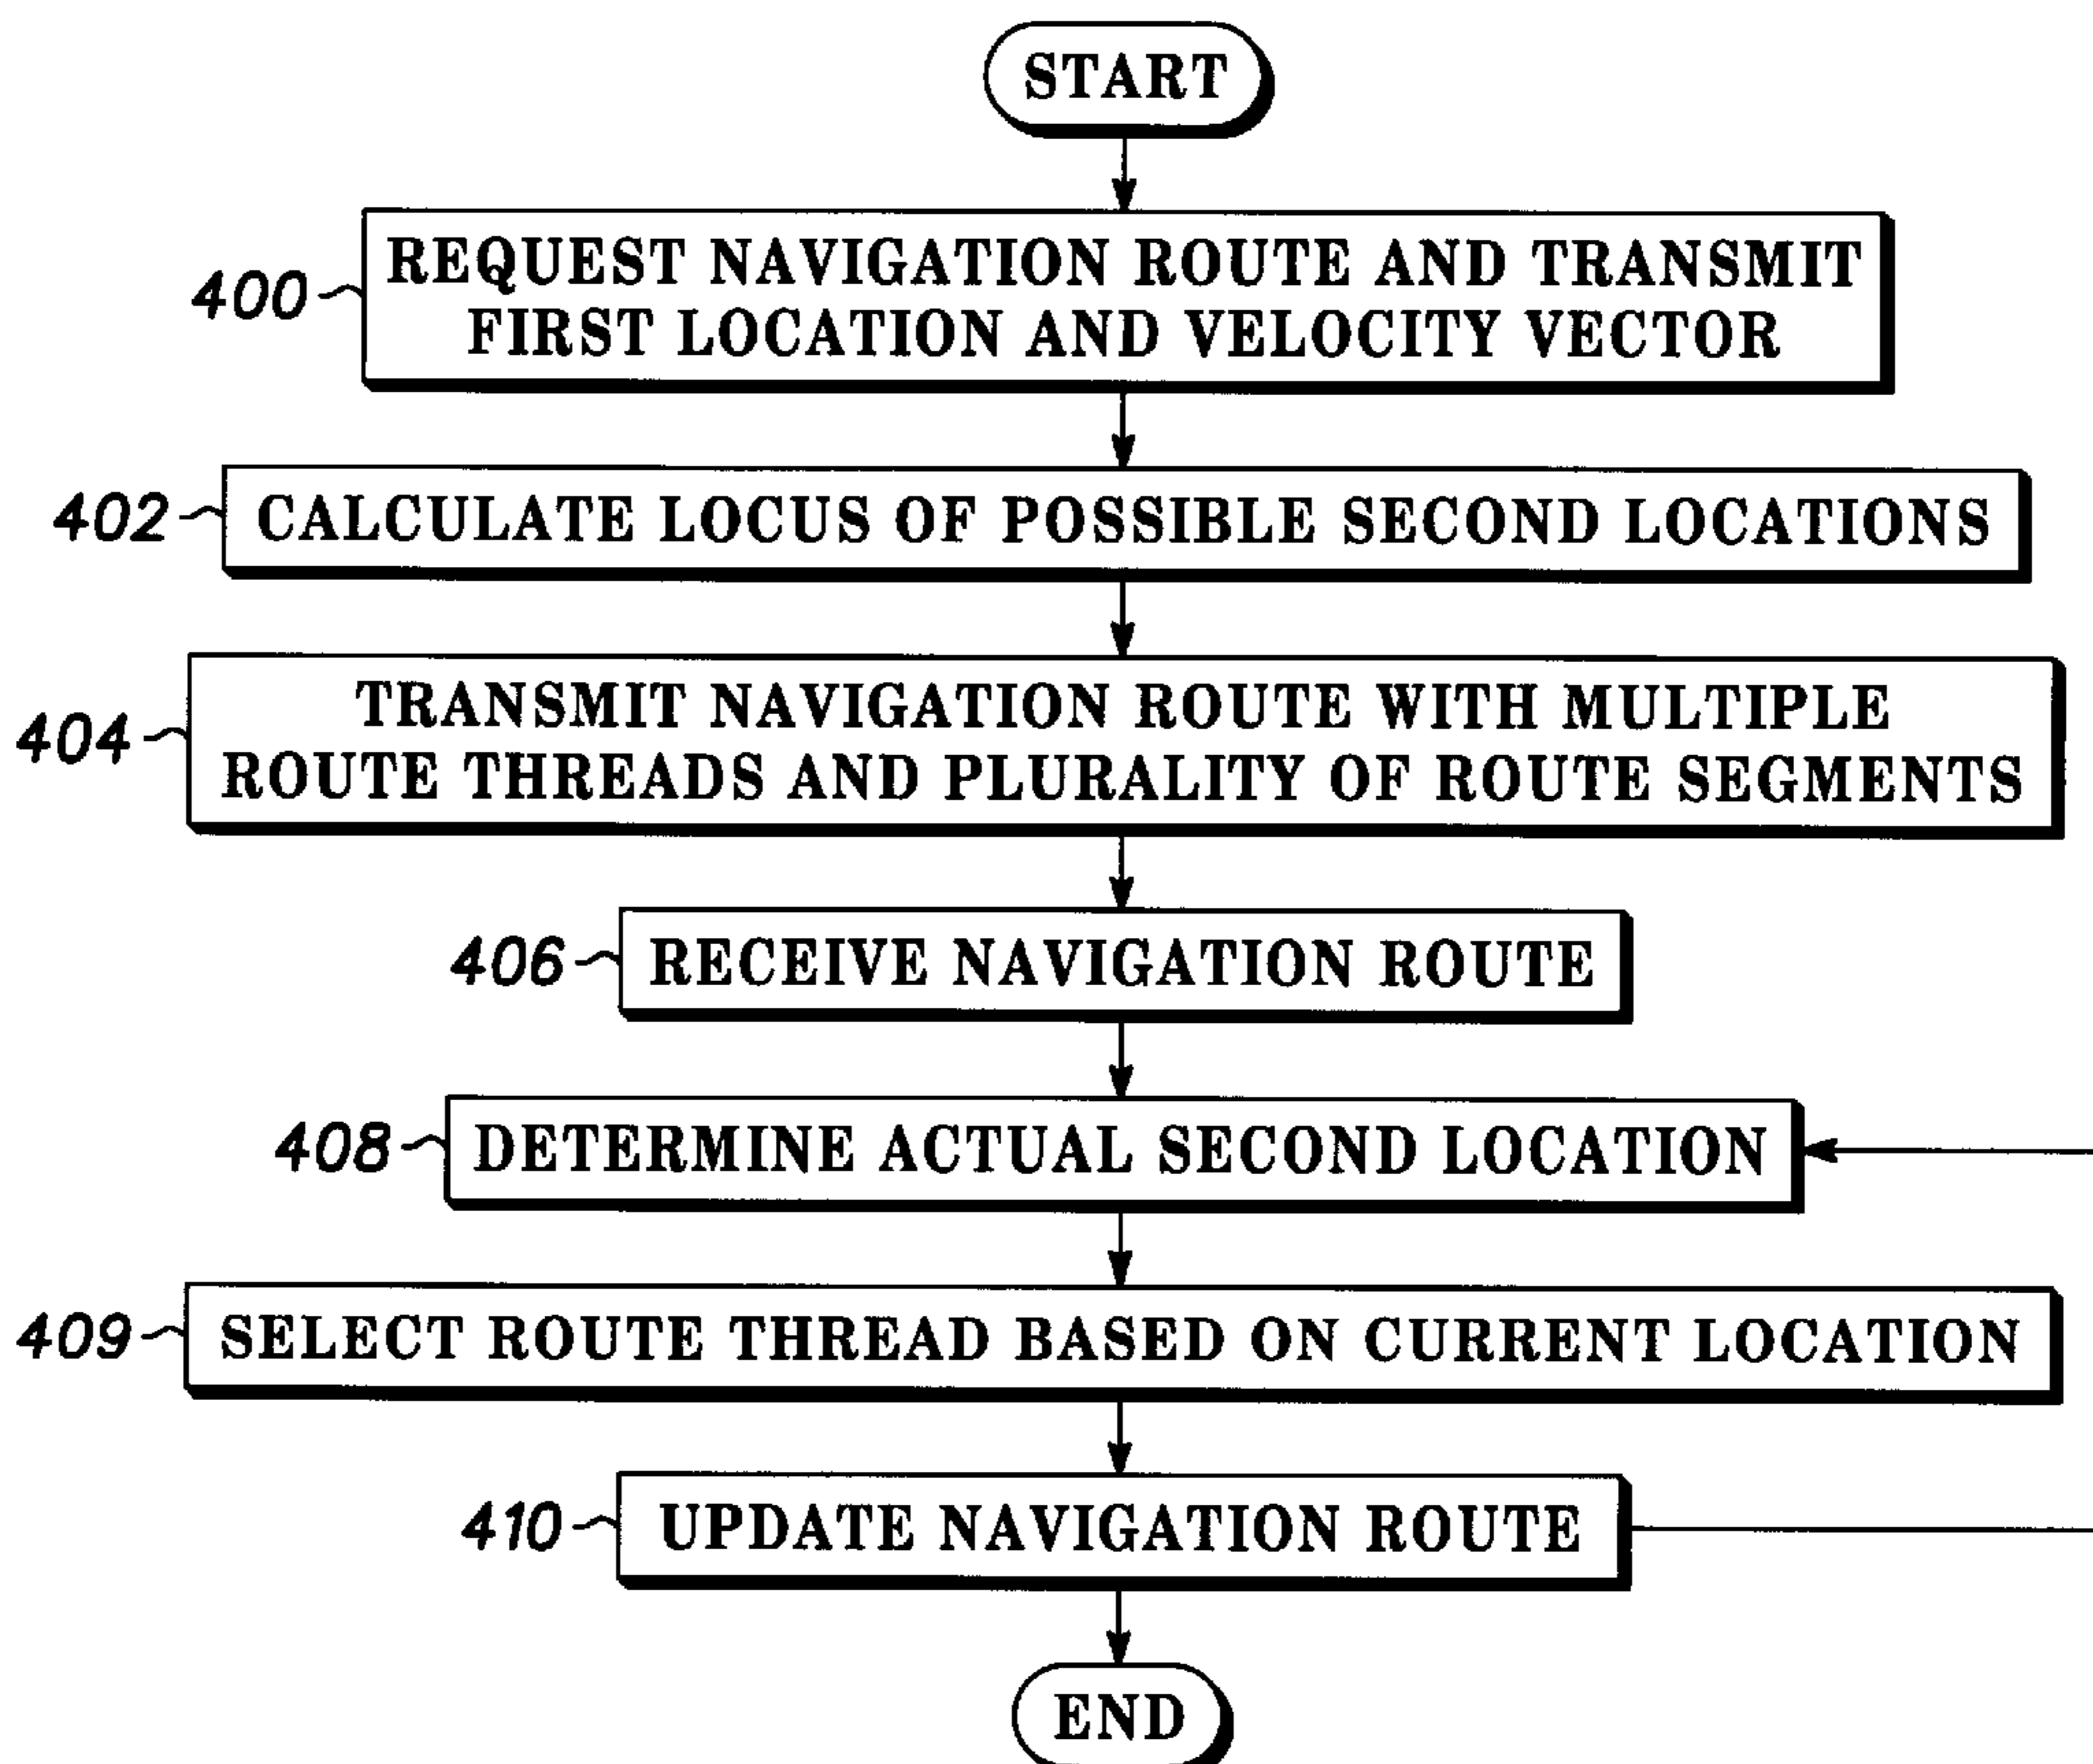 START
400
REQUEST NAVIGATION ROUTE AND TRANSMIT
FIRST LOCATION AND VELOCITY VECTOR
402
CALCULATE LOCUS OF POSSIBLE SECOND LOCATIONS
404
TRANSMIT NAVIGATION ROUTE WITH MULTIPLE
ROUTE THREADS AND PLURALITY OF ROUTE SEGMENTS
406
RECEIVE NAVIGATION ROUTE
408
DETERMINE ACTUAL SECOND LOCATION
409
SELECT ROUTE THREAD BASED ON CURRENT LOCATION
410
UPDATE NAVIGATION ROUTE
END